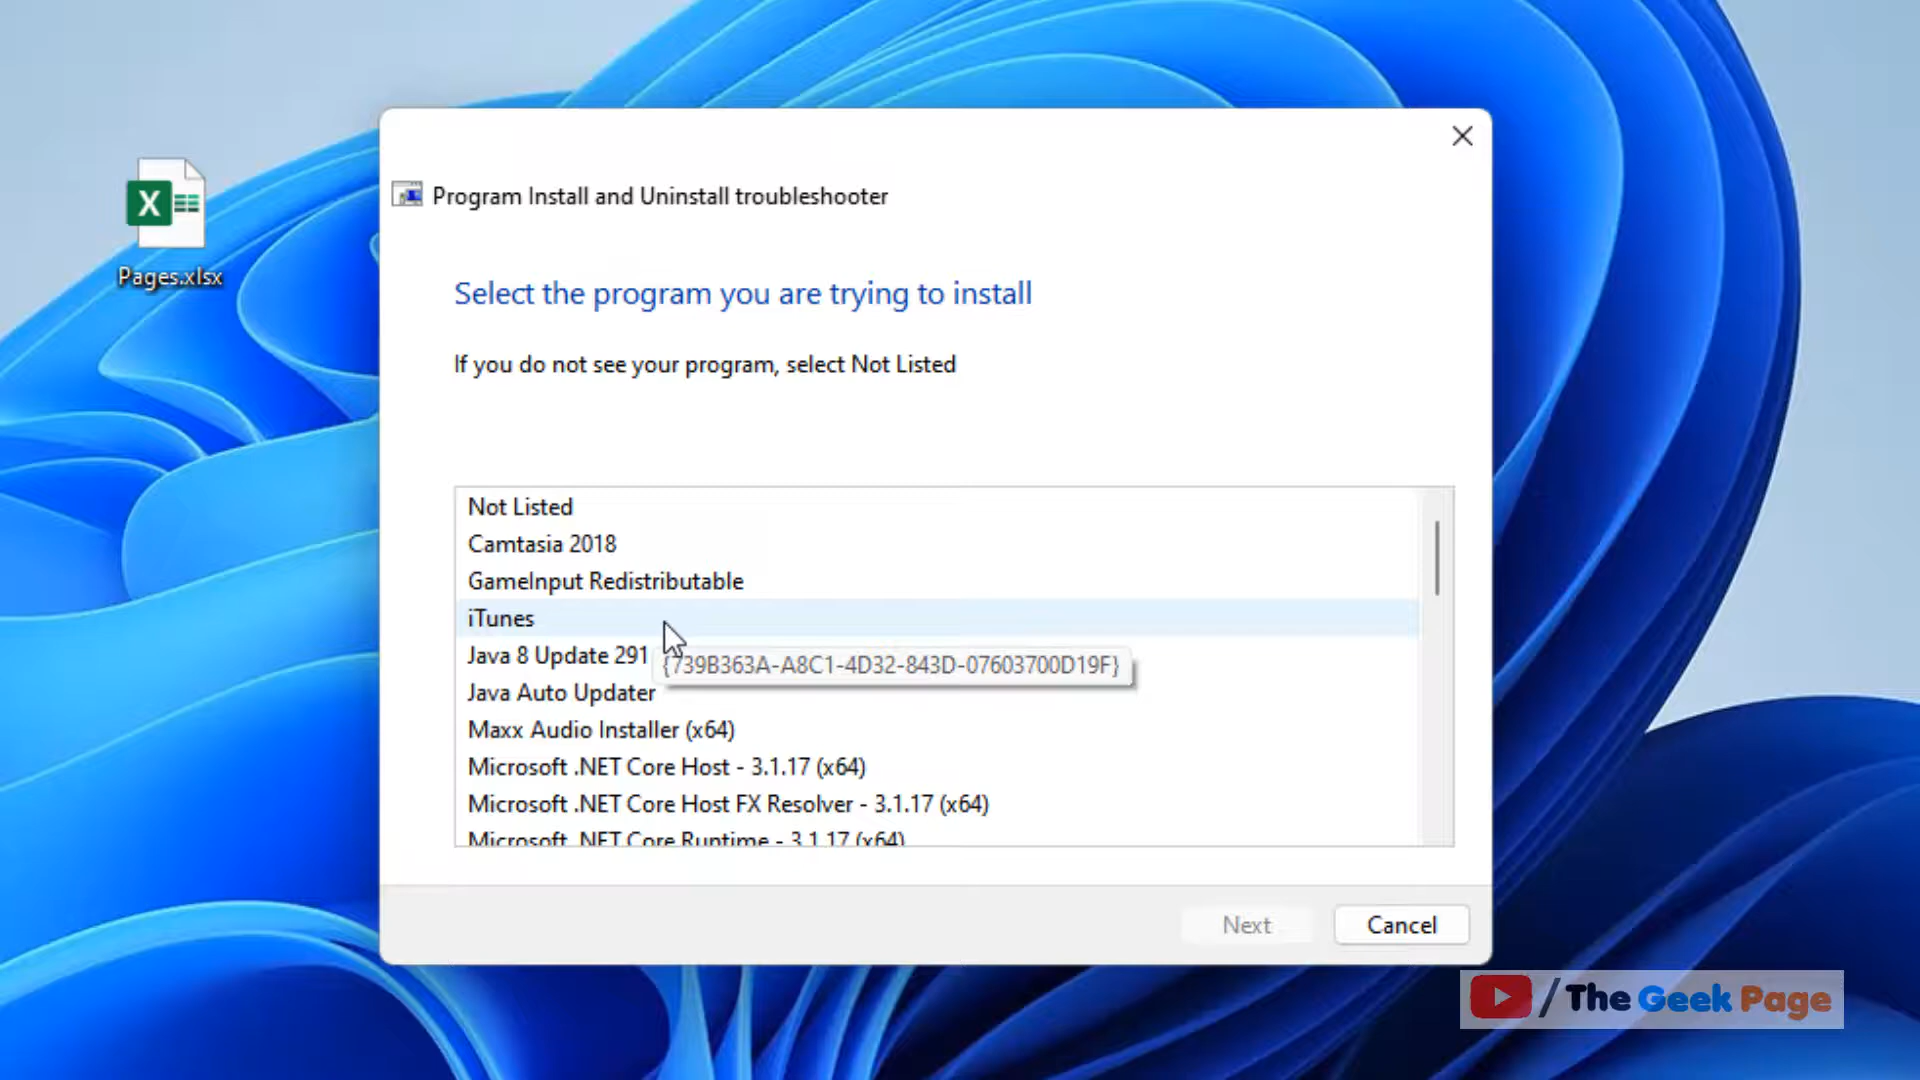 Program Install and Uninstall troubleshooter
Pages.xlsx
Select the program you are trying to install
If you do not see your program, select Not Listed
Not Listed
Camtasia 2018
GameInput Redistributable
iTunes
Java 8 Update 291
{739B363A-A8C1-4D32-843D-07603700D19F}
Java Auto Updater
Maxx Audio Installer (x64)
Microsoft .NET Core Host - 3.1.17 (x64)
Microsoft .NET Core Host FX Resolver - 3.1.17 (x64)
Microsoft .NET Core Runtime - 3.1.17 (x64)
Next
Cancel
/The Geek Page